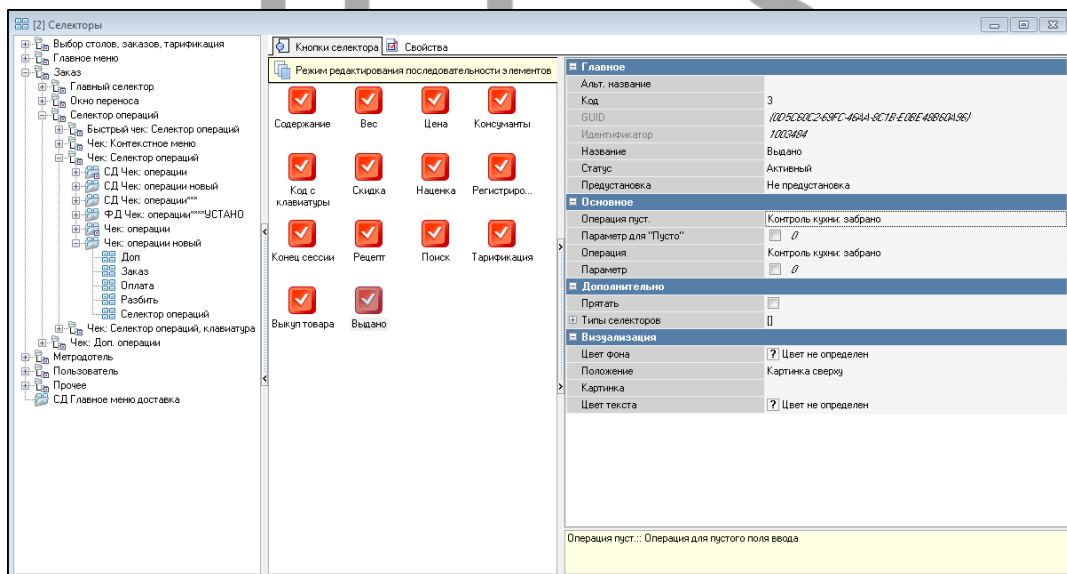 [2] Селекторы
Выбор столов, заказов, тарификация
Главное меню
Заказ
Главный селектор
Окно переноса
Селектор операций
Быстрый чек: Селектор операций
Чек: Контекстное меню
Чек: Селектор операций
СД Чек: операции
СД Чек: операции новый
СД Чек: операции***
ФД Чек: операции****УСТАНО
Чек: операции
Чек: операции новый
Доп
Заказ
Оплата
Разбить
Селектор операций
Чек: Селектор операций, клавиатура
Чек: Доп. операции
Метродотель
Пользователь
Прочее
СД Главное меню доставка
Кнопки селектора Свойства
Режим редактирования последовательности элементов
Содержание Вес Цена Консуманты
Код с клавиатуры Скидка Наценка Регистриро...
Конец сессии Рецепт Поиск Тарификация
Выкуп товара Выдано
Главное
Альт. название
Код 3
GUID {0D5C60C2-69FC-46AA-8C1B-E0BE48B60A96}
Идентификатор 1003484
Название Выдано
Статус Активный
Предустановка Не предустановка
Основное
Операция пуст. Контроль кухни: забрано
Параметр для "Пусто" 0
Операция Контроль кухни: забрано
Параметр 0
Дополнительно
Прятать
Типы селекторов []
Визуализация
Цвет фона ? Цвет не определен
Положение Картинка сверху
Картинка
Цвет текста ? Цвет не определен
Операция пуст.:: Операция для пустого поля ввода